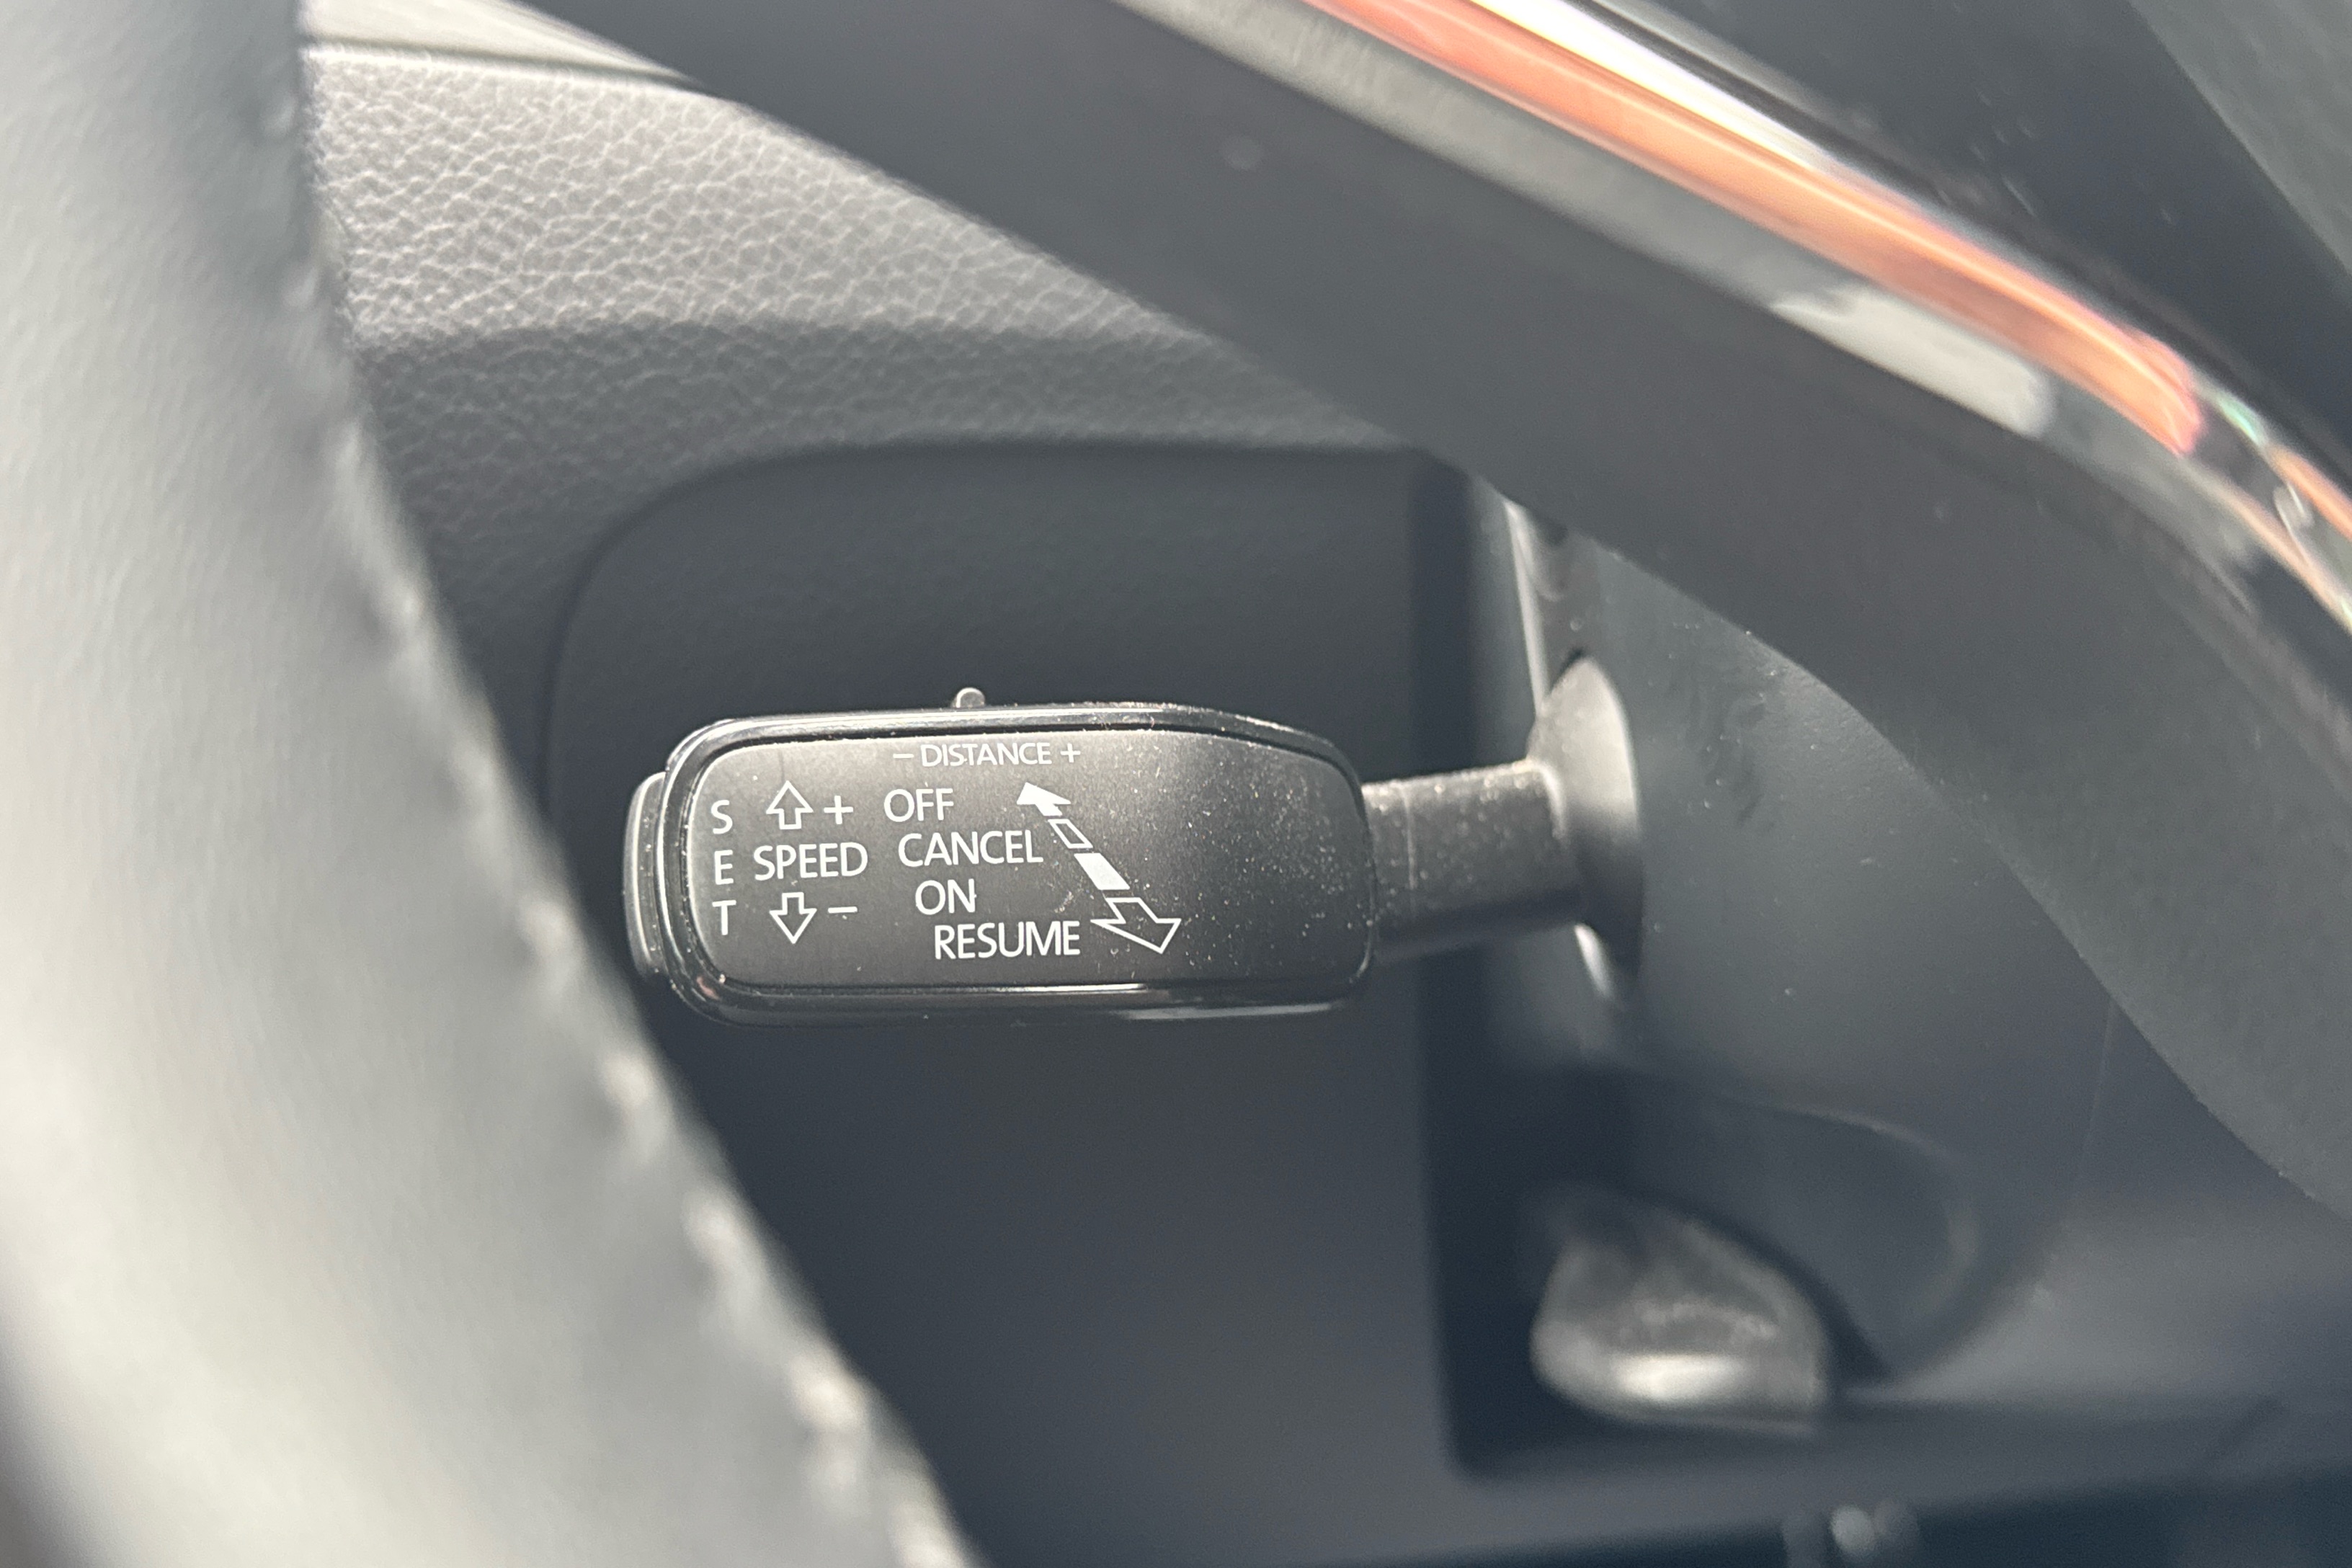 − DISTANCE +
S
E
T
+
SPEED
−
OFF
CANCEL
ON
RESUME